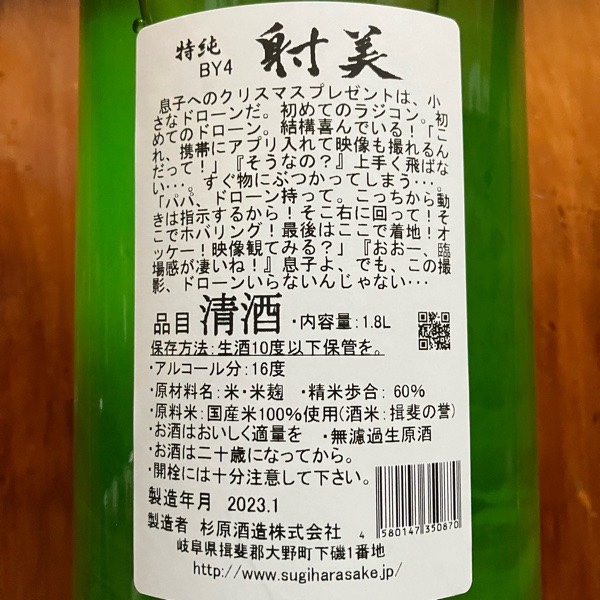 特純 射美
BY4
息子へのクリスマスプレゼントは、小
さなドローンだ。初めてのラジコン。初
めてのドローン。結構喜んでいる!「こ
れ、携帯にアプリ入れて映像も撮れるん
だって!」『そうなの?』上手く飛ばな
い・・・。すぐ物にぶつかってしまう・・・。
「パパ、ドローン持って。こっちから動
きは指示するから!そこ右に回って!そ
こでホバリング!最後はここで着地!オ
ッケー!映像観てみる?」『おおー、臨
場感が凄いね!』息子よ、でも、この撮
影、ドローンいらないんじゃない・・・
品目 清酒 ・内容量:1.8L
保存方法:生酒10度以下保管を。
・アルコール分:16度
・原材料名:米・米麹 ・精米歩合:60%
・原料米:国産米100%使用(酒米:揖斐の誉)
・お酒はおいしく適量を ・無濾過生原酒
・お酒は二十歳になってから。
・開栓には十分注意して下さい。
製造年月 2023.1
製造者 杉原酒造株式会社
岐阜県揖斐郡大野町下磯1番地
http://www.sugiharasake.jp/
4 580147 350870